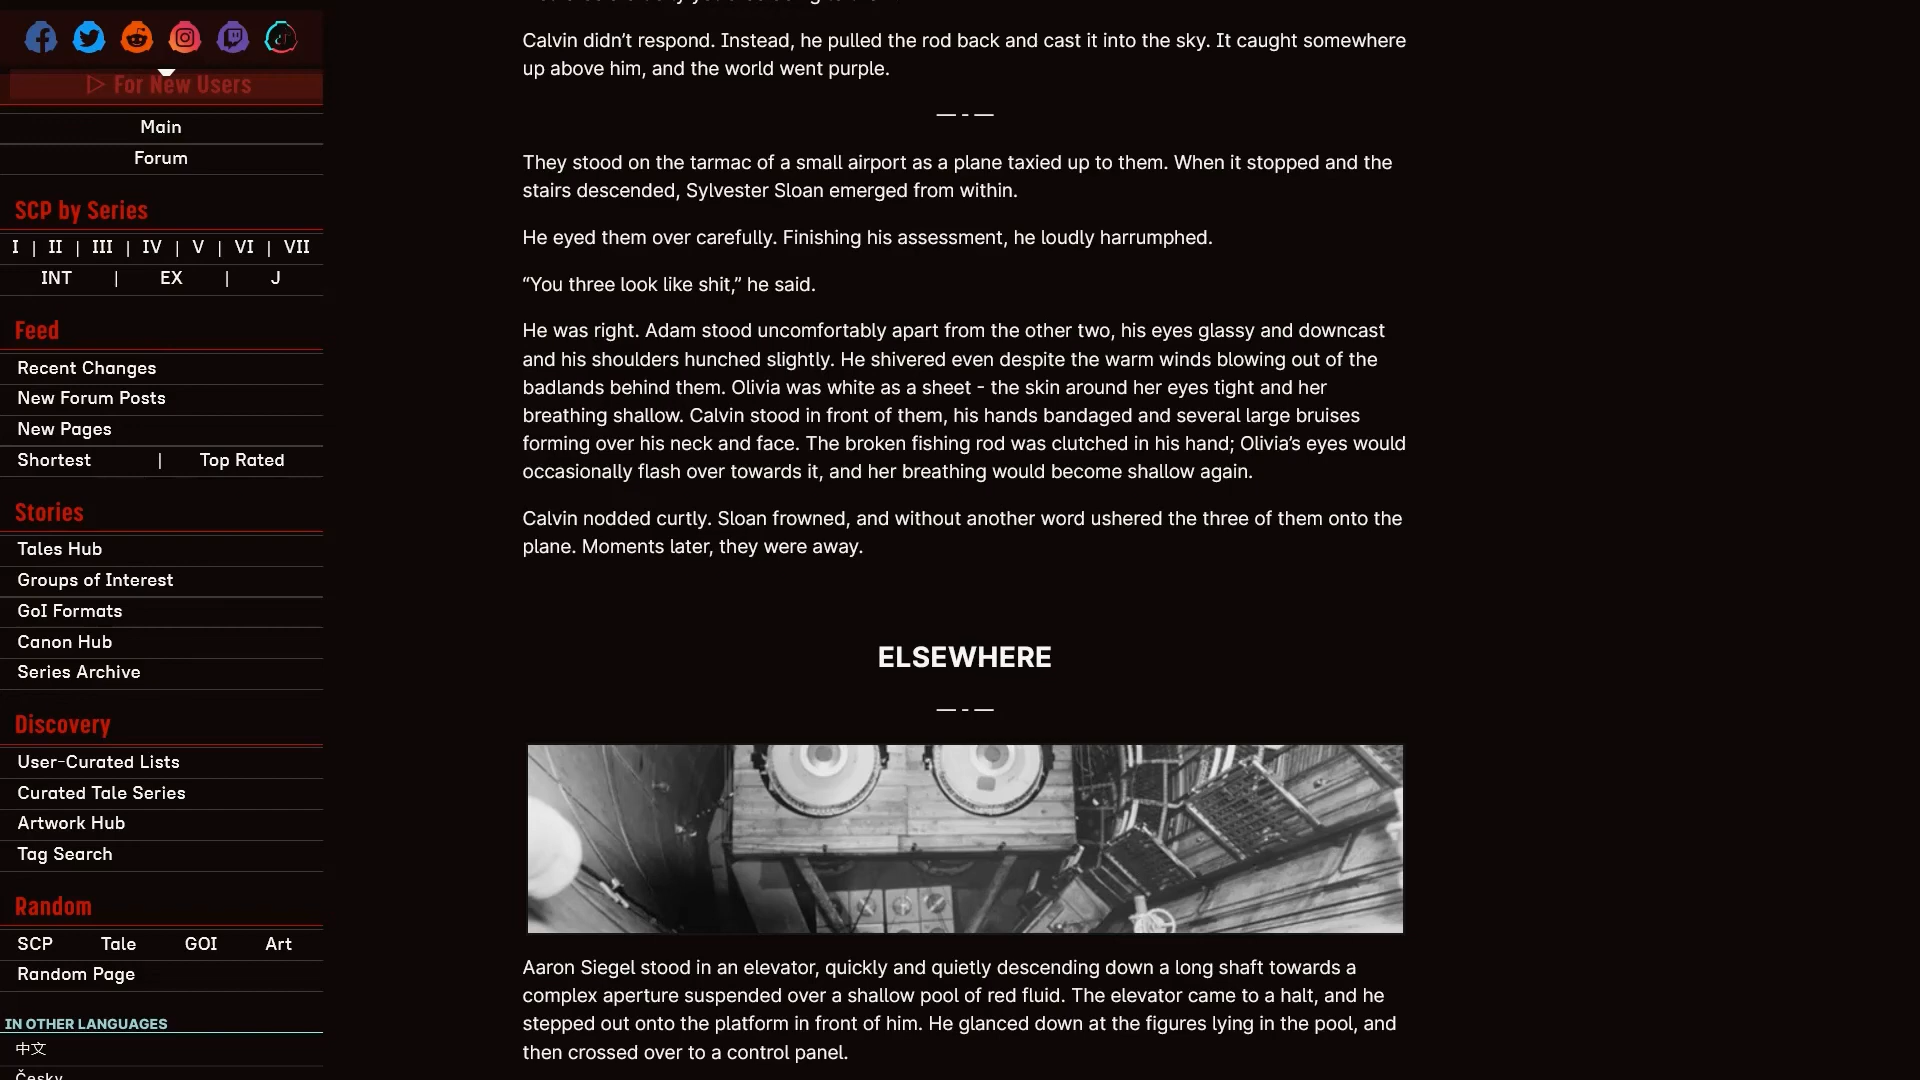 ▷ For New Users
Main
Forum
SCP by Series
I | II | III | IV | V | VI | VII
INT | EX | J
Feed
Recent Changes
New Forum Posts
New Pages
Shortest | Top Rated
Stories
Tales Hub
Groups of Interest
GoI Formats
Canon Hub
Series Archive
Discovery
User-Curated Lists
Curated Tale Series
Artwork Hub
Tag Search
Random
SCP Tale GOI Art
Random Page
IN OTHER LANGUAGES
中文
Česky
Calvin didn’t respond. Instead, he pulled the rod back and cast it into the sky. It caught somewhere
up above him, and the world went purple.
— - —
They stood on the tarmac of a small airport as a plane taxied up to them. When it stopped and the
stairs descended, Sylvester Sloan emerged from within.
He eyed them over carefully. Finishing his assessment, he loudly harrumphed.
“You three look like shit,” he said.
He was right. Adam stood uncomfortably apart from the other two, his eyes glassy and downcast
and his shoulders hunched slightly. He shivered even despite the warm winds blowing out of the
badlands behind them. Olivia was white as a sheet - the skin around her eyes tight and her
breathing shallow. Calvin stood in front of them, his hands bandaged and several large bruises
forming over his neck and face. The broken fishing rod was clutched in his hand; Olivia’s eyes would
occasionally flash over towards it, and her breathing would become shallow again.
Calvin nodded curtly. Sloan frowned, and without another word ushered the three of them onto the
plane. Moments later, they were away.
ELSEWHERE
— - —
Aaron Siegel stood in an elevator, quickly and quietly descending down a long shaft towards a
complex aperture suspended over a shallow pool of red fluid. The elevator came to a halt, and he
stepped out onto the platform in front of him. He glanced down at the figures lying in the pool, and
then crossed over to a control panel.